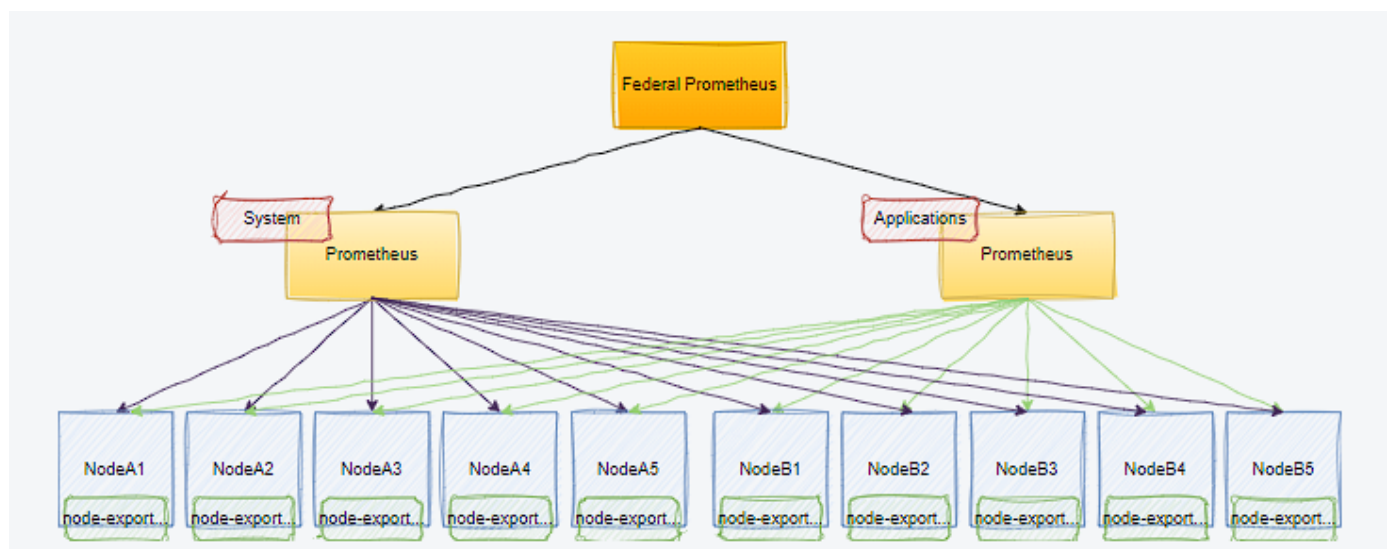 Federal Prometheus
System
Applications
Prometheus
Prometheus
NodeA1
NodeA2
NodeA3
NodeA4
NodeA5
NodeB1
NodeB2
NodeB3
NodeB4
NodeB5
node-export...
node-export...
node-export...
node-export...
node-export...
node-export...
node-export...
node-export...
node-export...
node-export...